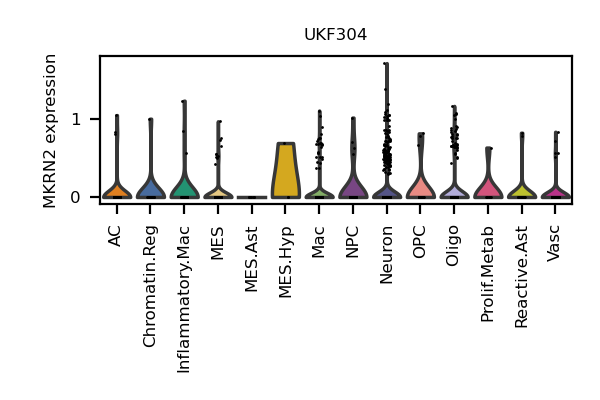 UKF304
MKRN2 expression
1
0
AC
Chromatin.Reg
Inflammatory.Mac
MES
MES.Ast
MES.Hyp
Mac
NPC
Neuron
OPC
Oligo
Prolif.Metab
Reactive.Ast
Vasc